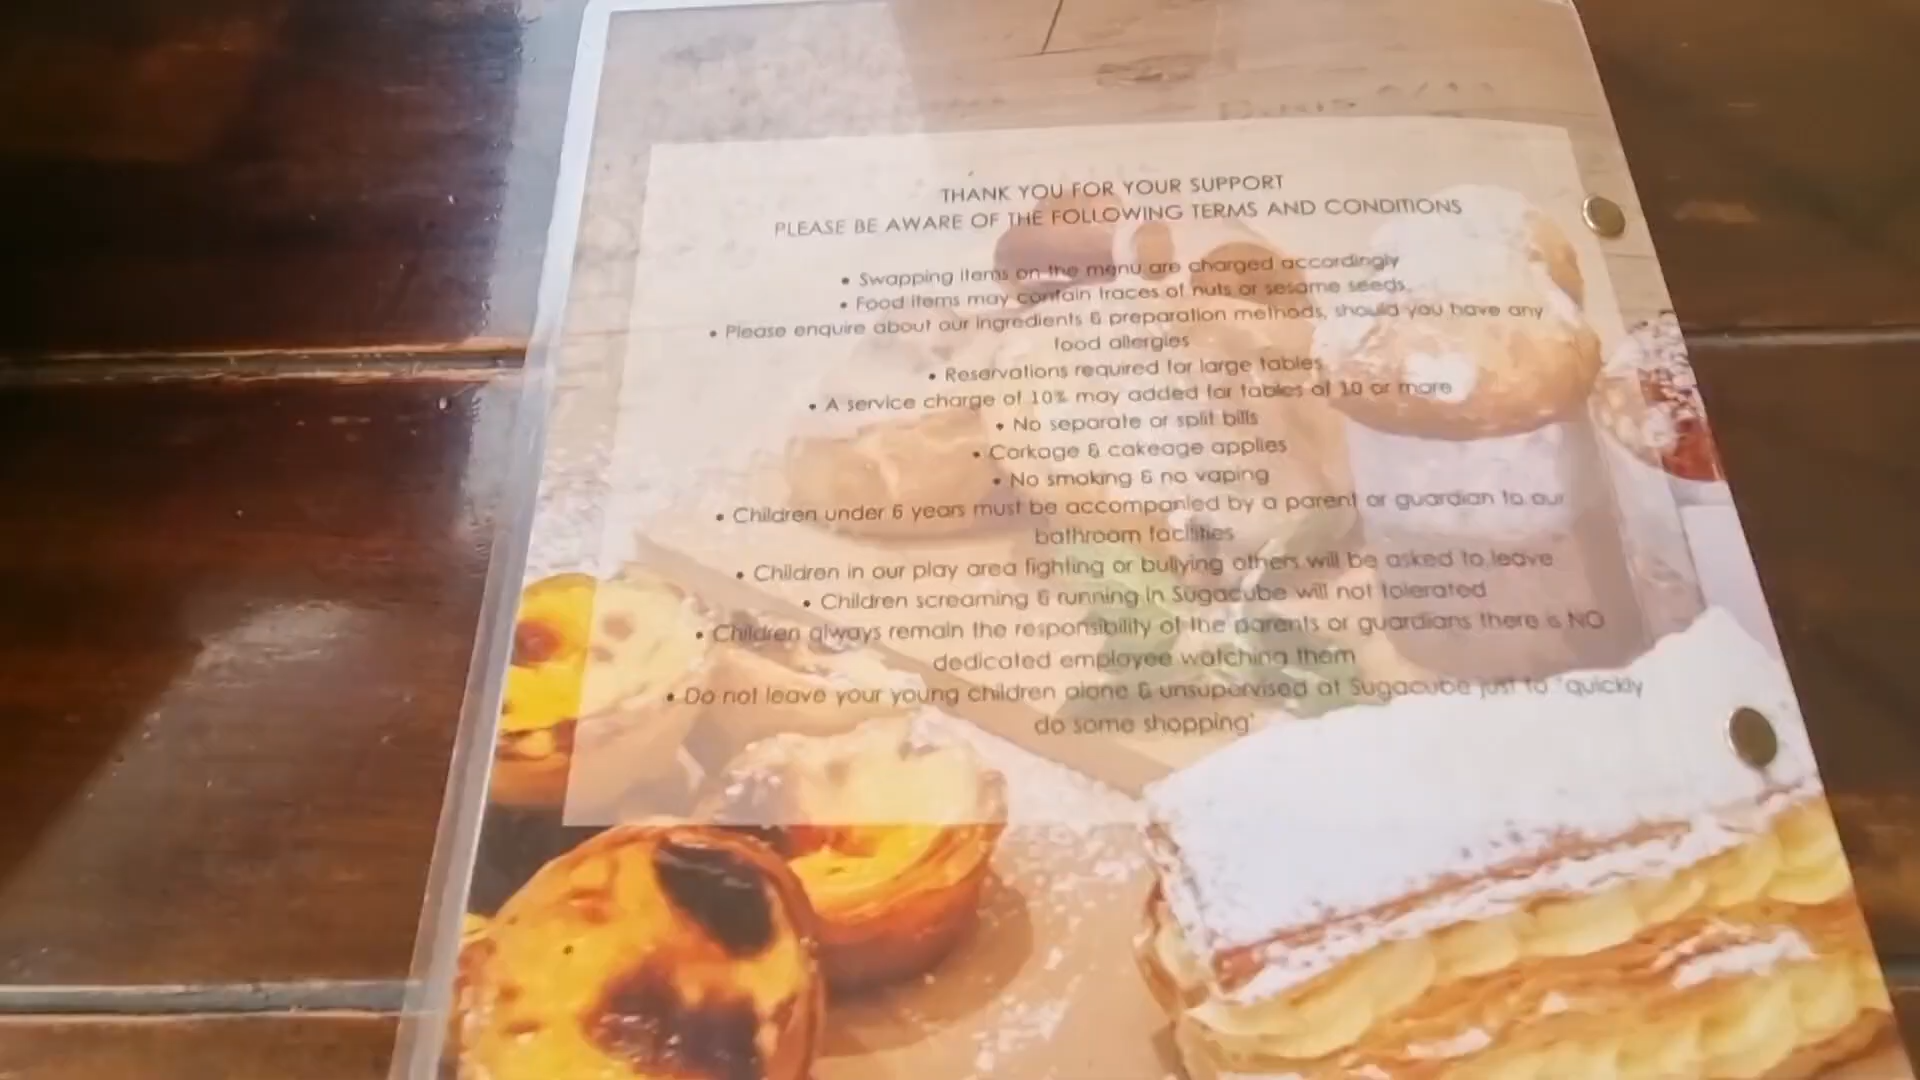 THANK YOU FOR YOUR SUPPORT
PLEASE BE AWARE OF THE FOLLOWING TERMS AND CONDITIONS
• Swapping items on the menu are charged accordingly
• Food items may contain traces of nuts or sesame seeds.
• Please enquire about our ingredients & preparation methods, should you have any
food allergies
• Reservations required for large tables
• A service charge of 10% may added for tables of 10 or more
• No separate or split bills
• Corkage & cakeage applies
• No smoking & no vaping
• Children under 6 years must be accompanied by a parent or guardian to our
bathroom facilities
• Children in our play area fighting or bullying others will be asked to leave
• Children screaming & running in Sugacube will not tolerated
• Children always remain the responsibility of the parents or guardians there is NO
dedicated employee watching them
• Do not leave your young children alone & unsupervised at Sugacube just to 'quickly
do some shopping'